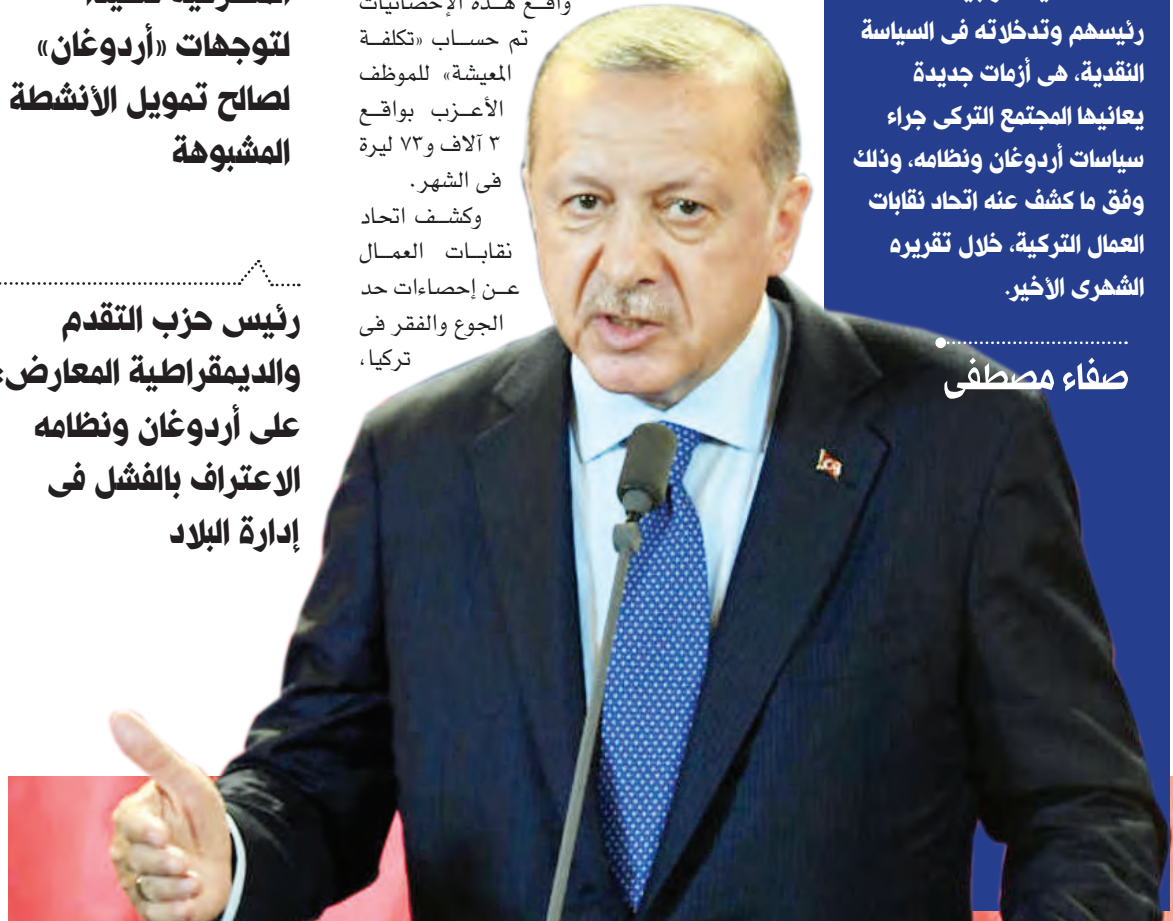 رئيسهم وتدخلاته فى السياسة
النقدية، هى أزمات جديدة
يعانيها المجتمع التركى جراء
سياسات أردوغان ونظامه، وذلك
وفق ما كشف عنه اتحاد نقابات
العمال التركية، خلال تقريره
الشهرى الأخير.
صفاء مصطفى
واقع هذه الإحصائيات
تم حساب «تكلفة
المعيشة» للموظف
الأعزب بواقع
٣ آلاف و٧٣ ليرة
فى الشهر.
وكشف اتحاد
نقابات العمال
عن إحصاءات حد
الجوع والفقر فى
تركيا،
لتوجهات «أردوغان»
لصالح تمويل الأنشطة
المشبوهة
رئيس حزب التقدم
والديمقراطية المعارض:
على أردوغان ونظامه
الاعتراف بالفشل فى
إدارة البلاد